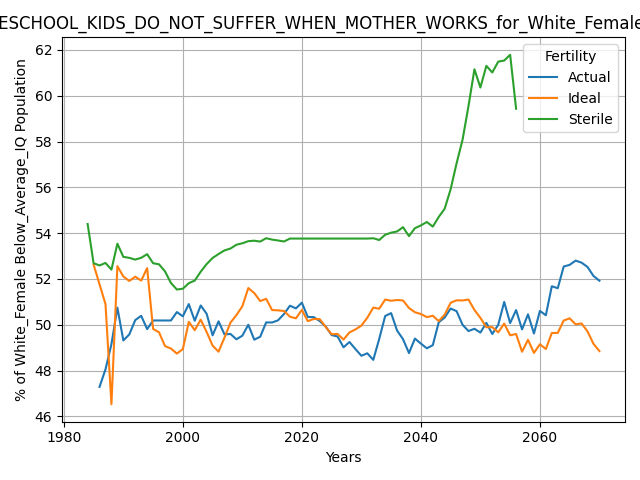 ESCHOOL_KIDS_DO_NOT_SUFFER_WHEN_MOTHER_WORKS_for_White_Female
% of White_Female Below_Average_IQ Population
62
60
58
56
54
52
50
48
46
Fertility
Actual
Ideal
Sterile
1980
2000
2020
2040
2060
Years